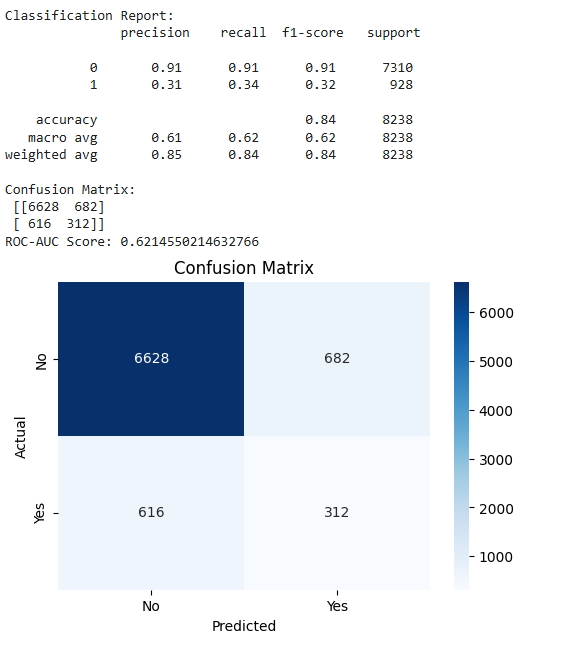 Classification Report:
precision recall f1-score support
0 0.91 0.91 0.91 7310
1 0.31 0.34 0.32 928
accuracy 0.84 8238
macro avg 0.61 0.62 0.62 8238
weighted avg 0.85 0.84 0.84 8238
Confusion Matrix:
[[6628 682]
[ 616 312]]
ROC-AUC Score: 0.6214550214632766
Confusion Matrix
No 6628 682
Yes 616 312
Actual
No Yes
Predicted
6000
5000
4000
3000
2000
1000